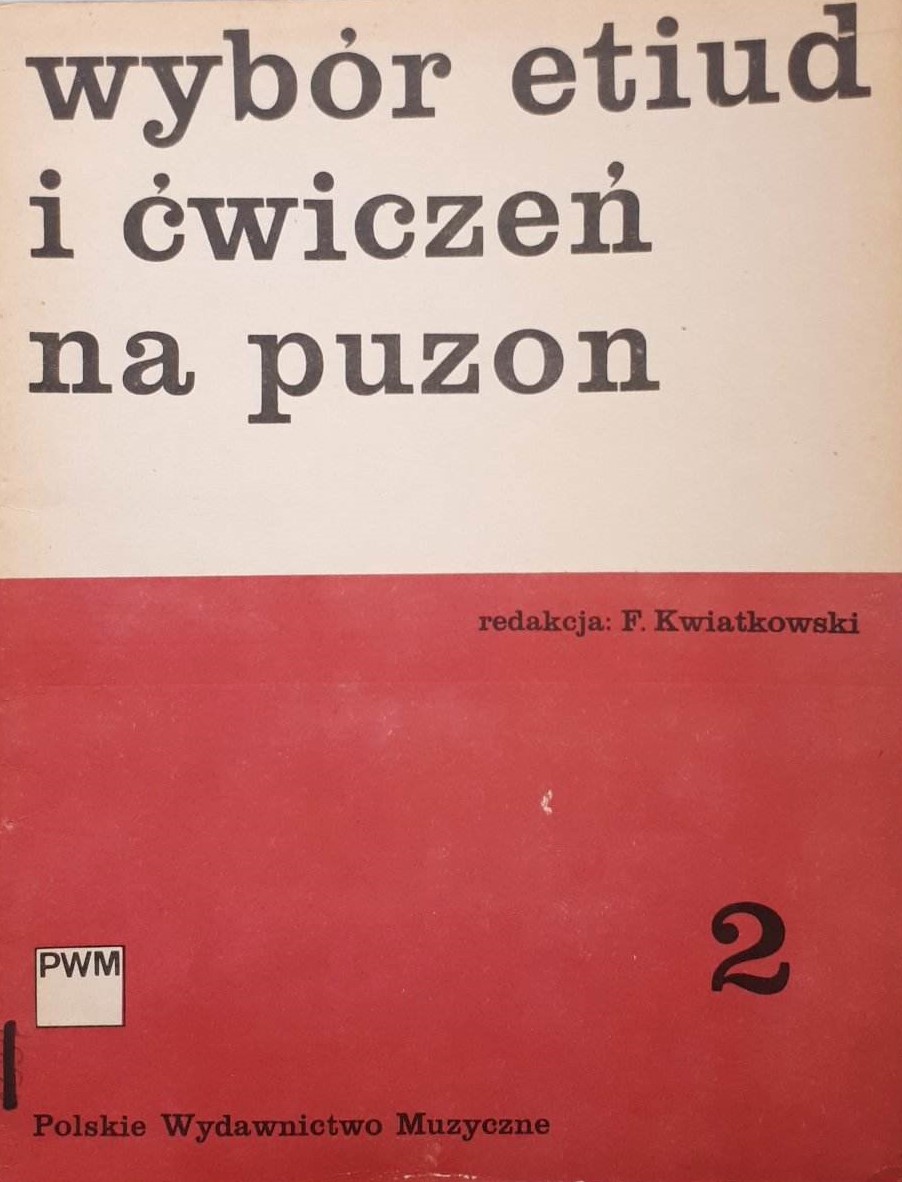 wybór etiud
i ćwiczeń
na puzon
redakcja: F. Kwiatkowski
2
PWM
Polskie Wydawnictwo Muzyczne